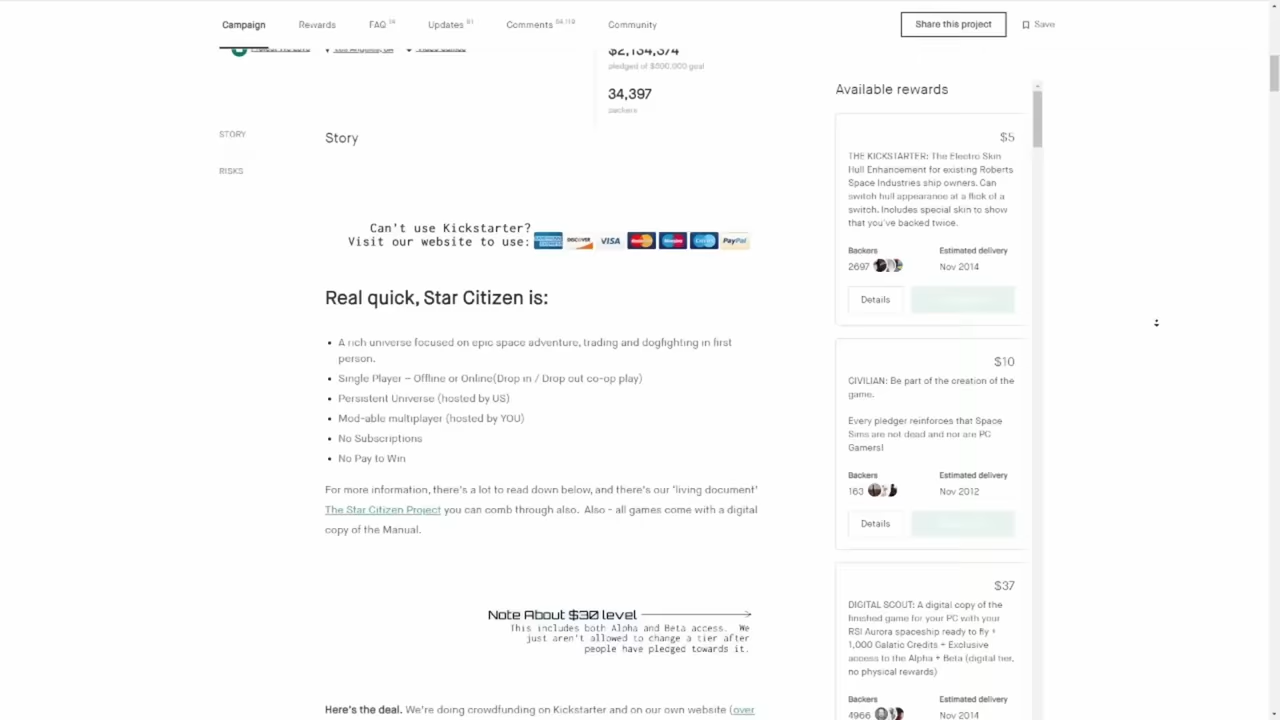 Campaign
Rewards
FAQ
Updates
Comments
Community
Share this project
Save
pledged of $500,000 goal
34,397
backers
STORY
RISKS
Story
Can't use Kickstarter?
Visit our website to use:
DISCOVER VISA PayPal
Real quick, Star Citizen is:
• A rich universe focused on epic space adventure, trading and dogfighting in first
person.
• Single Player – Offline or Online(Drop in / Drop out co-op play)
• Persistent Universe (hosted by US)
• Mod-able multiplayer (hosted by YOU)
• No Subscriptions
• No Pay to Win
For more information, there's a lot to read down below, and there's our 'living document'
The Star Citizen Project you can comb through also. Also - all games come with a digital
copy of the Manual.
Note About $30 level
This includes both Alpha and Beta access. We
just aren't allowed to change a tier after
people have pledged towards it.
Here's the deal. We're doing crowdfunding on Kickstarter and on our own website (over
Available rewards
$5
THE KICKSTARTER: The Electro Skin
Hull Enhancement for existing Roberts
Space Industries ship owners. Can
switch hull appearance at a flick of a
switch. Includes special skin to show
that you've backed twice.
Backers
Estimated delivery
2697
Nov 2014
Details
$10
CIVILIAN: Be part of the creation of the
game.
Every pledger reinforces that Space
Sims are not dead and nor are PC
Gamers!
Backers
Estimated delivery
163
Nov 2012
Details
$37
DIGITAL SCOUT: A digital copy of the
finished game for your PC with your
RSI Aurora spaceship ready to fly +
1,000 Galatic Credits + Exclusive
access to the Alpha + Beta (digital tier,
no physical rewards)
Backers
Estimated delivery
4966
Nov 2014